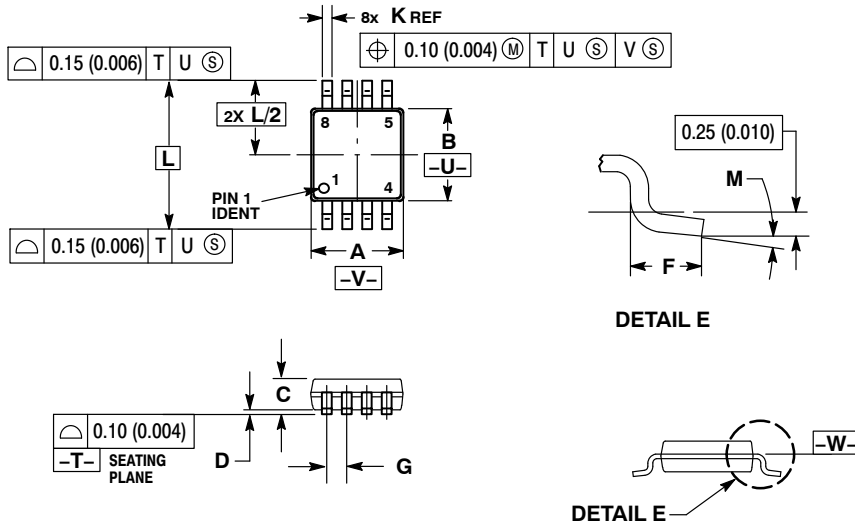 8x K REF
⌖ 0.10 (0.004) Ⓜ T U Ⓢ V Ⓢ
⌓ 0.15 (0.006) T U Ⓢ
2X L/2
8 5
B
–U–
L
1 4
PIN 1
IDENT
⌓ 0.15 (0.006) T U Ⓢ
A
–V–
0.25 (0.010)
M
F
DETAIL E
C
⌓ 0.10 (0.004)
–T– SEATING
PLANE
D
G
–W–
DETAIL E